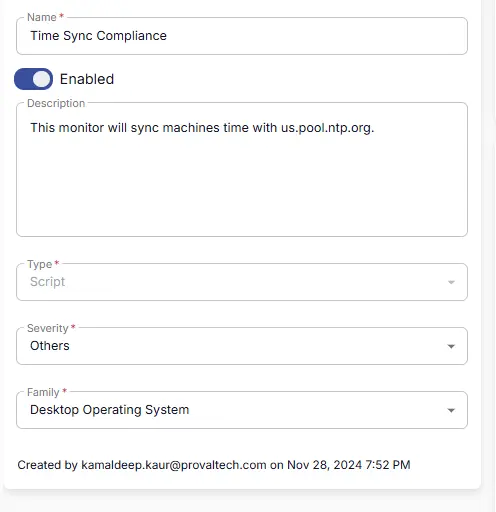 Name *
Time Sync Compliance
Enabled
Description
This monitor will sync machines time with us.pool.ntp.org.
Type *
Script
Severity *
Others
Family *
Desktop Operating System
Created by kamaldeep.kaur@provaltech.com on Nov 28, 2024 7:52 PM